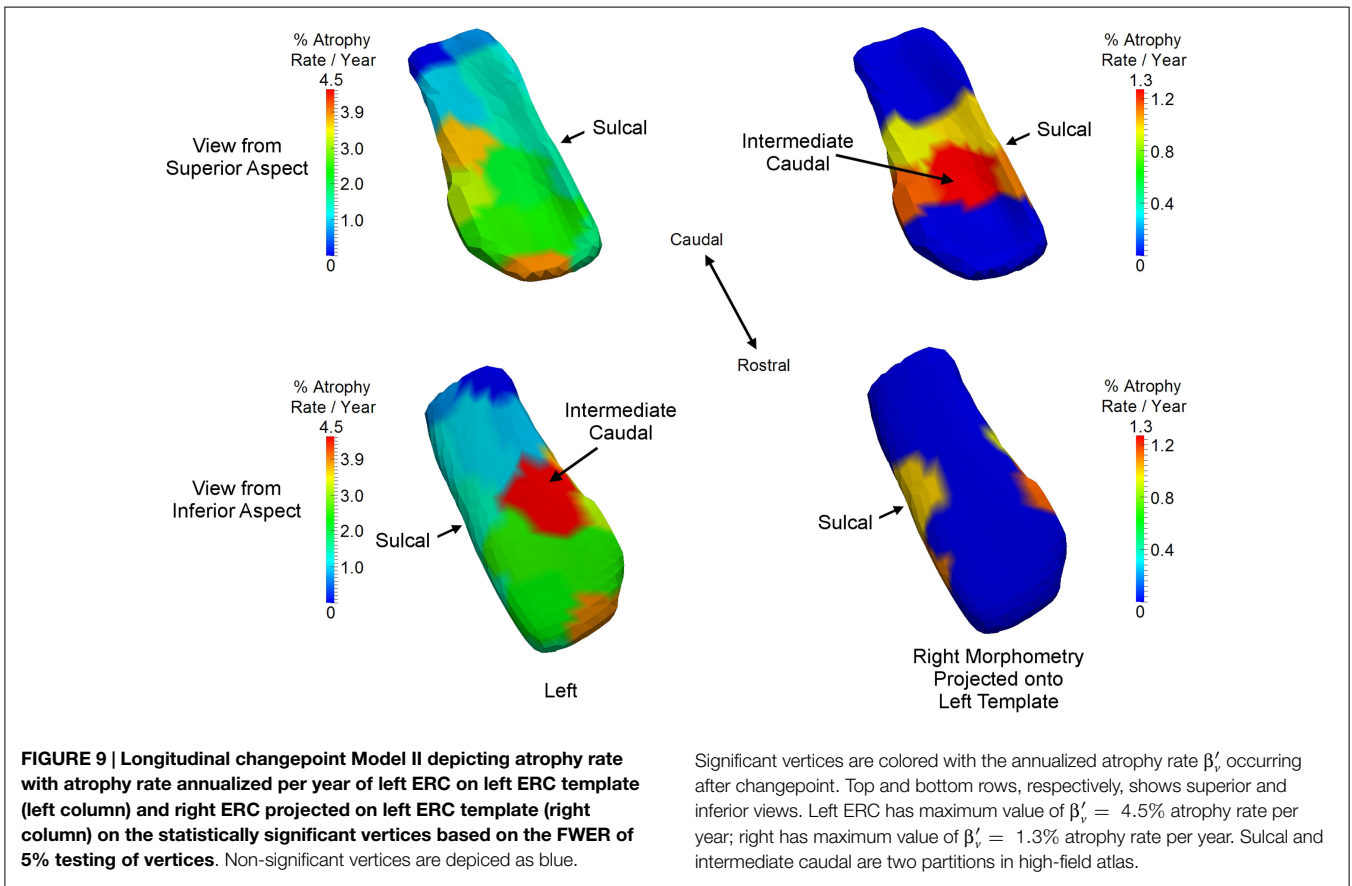 % Atrophy
Rate / Year
4.5
3.9
3.0
2.0
1.0
0
View from
Superior Aspect
Sulcal
Intermediate
Caudal
Sulcal
% Atrophy
Rate / Year
1.3
1.2
0.8
0.4
0
Caudal
Rostral
% Atrophy
Rate / Year
4.5
3.9
3.0
2.0
1.0
0
View from
Inferior Aspect
Intermediate
Caudal
Sulcal
Left
Sulcal
% Atrophy
Rate / Year
1.3
1.2
0.8
0.4
0
Right Morphometry
Projected onto
Left Template
FIGURE 9 | Longitudinal changepoint Model II depicting atrophy rate
with atrophy rate annualized per year of left ERC on left ERC template
(left column) and right ERC projected on left ERC template (right
column) on the statistically significant vertices based on the FWER of
5% testing of vertices. Non-significant vertices are depiced as blue.
Significant vertices are colored with the annualized atrophy rate β′ν occurring
after changepoint. Top and bottom rows, respectively, shows superior and
inferior views. Left ERC has maximum value of β′ν = 4.5% atrophy rate per
year; right has maximum value of β′ν = 1.3% atrophy rate per year. Sulcal and
intermediate caudal are two partitions in high-field atlas.